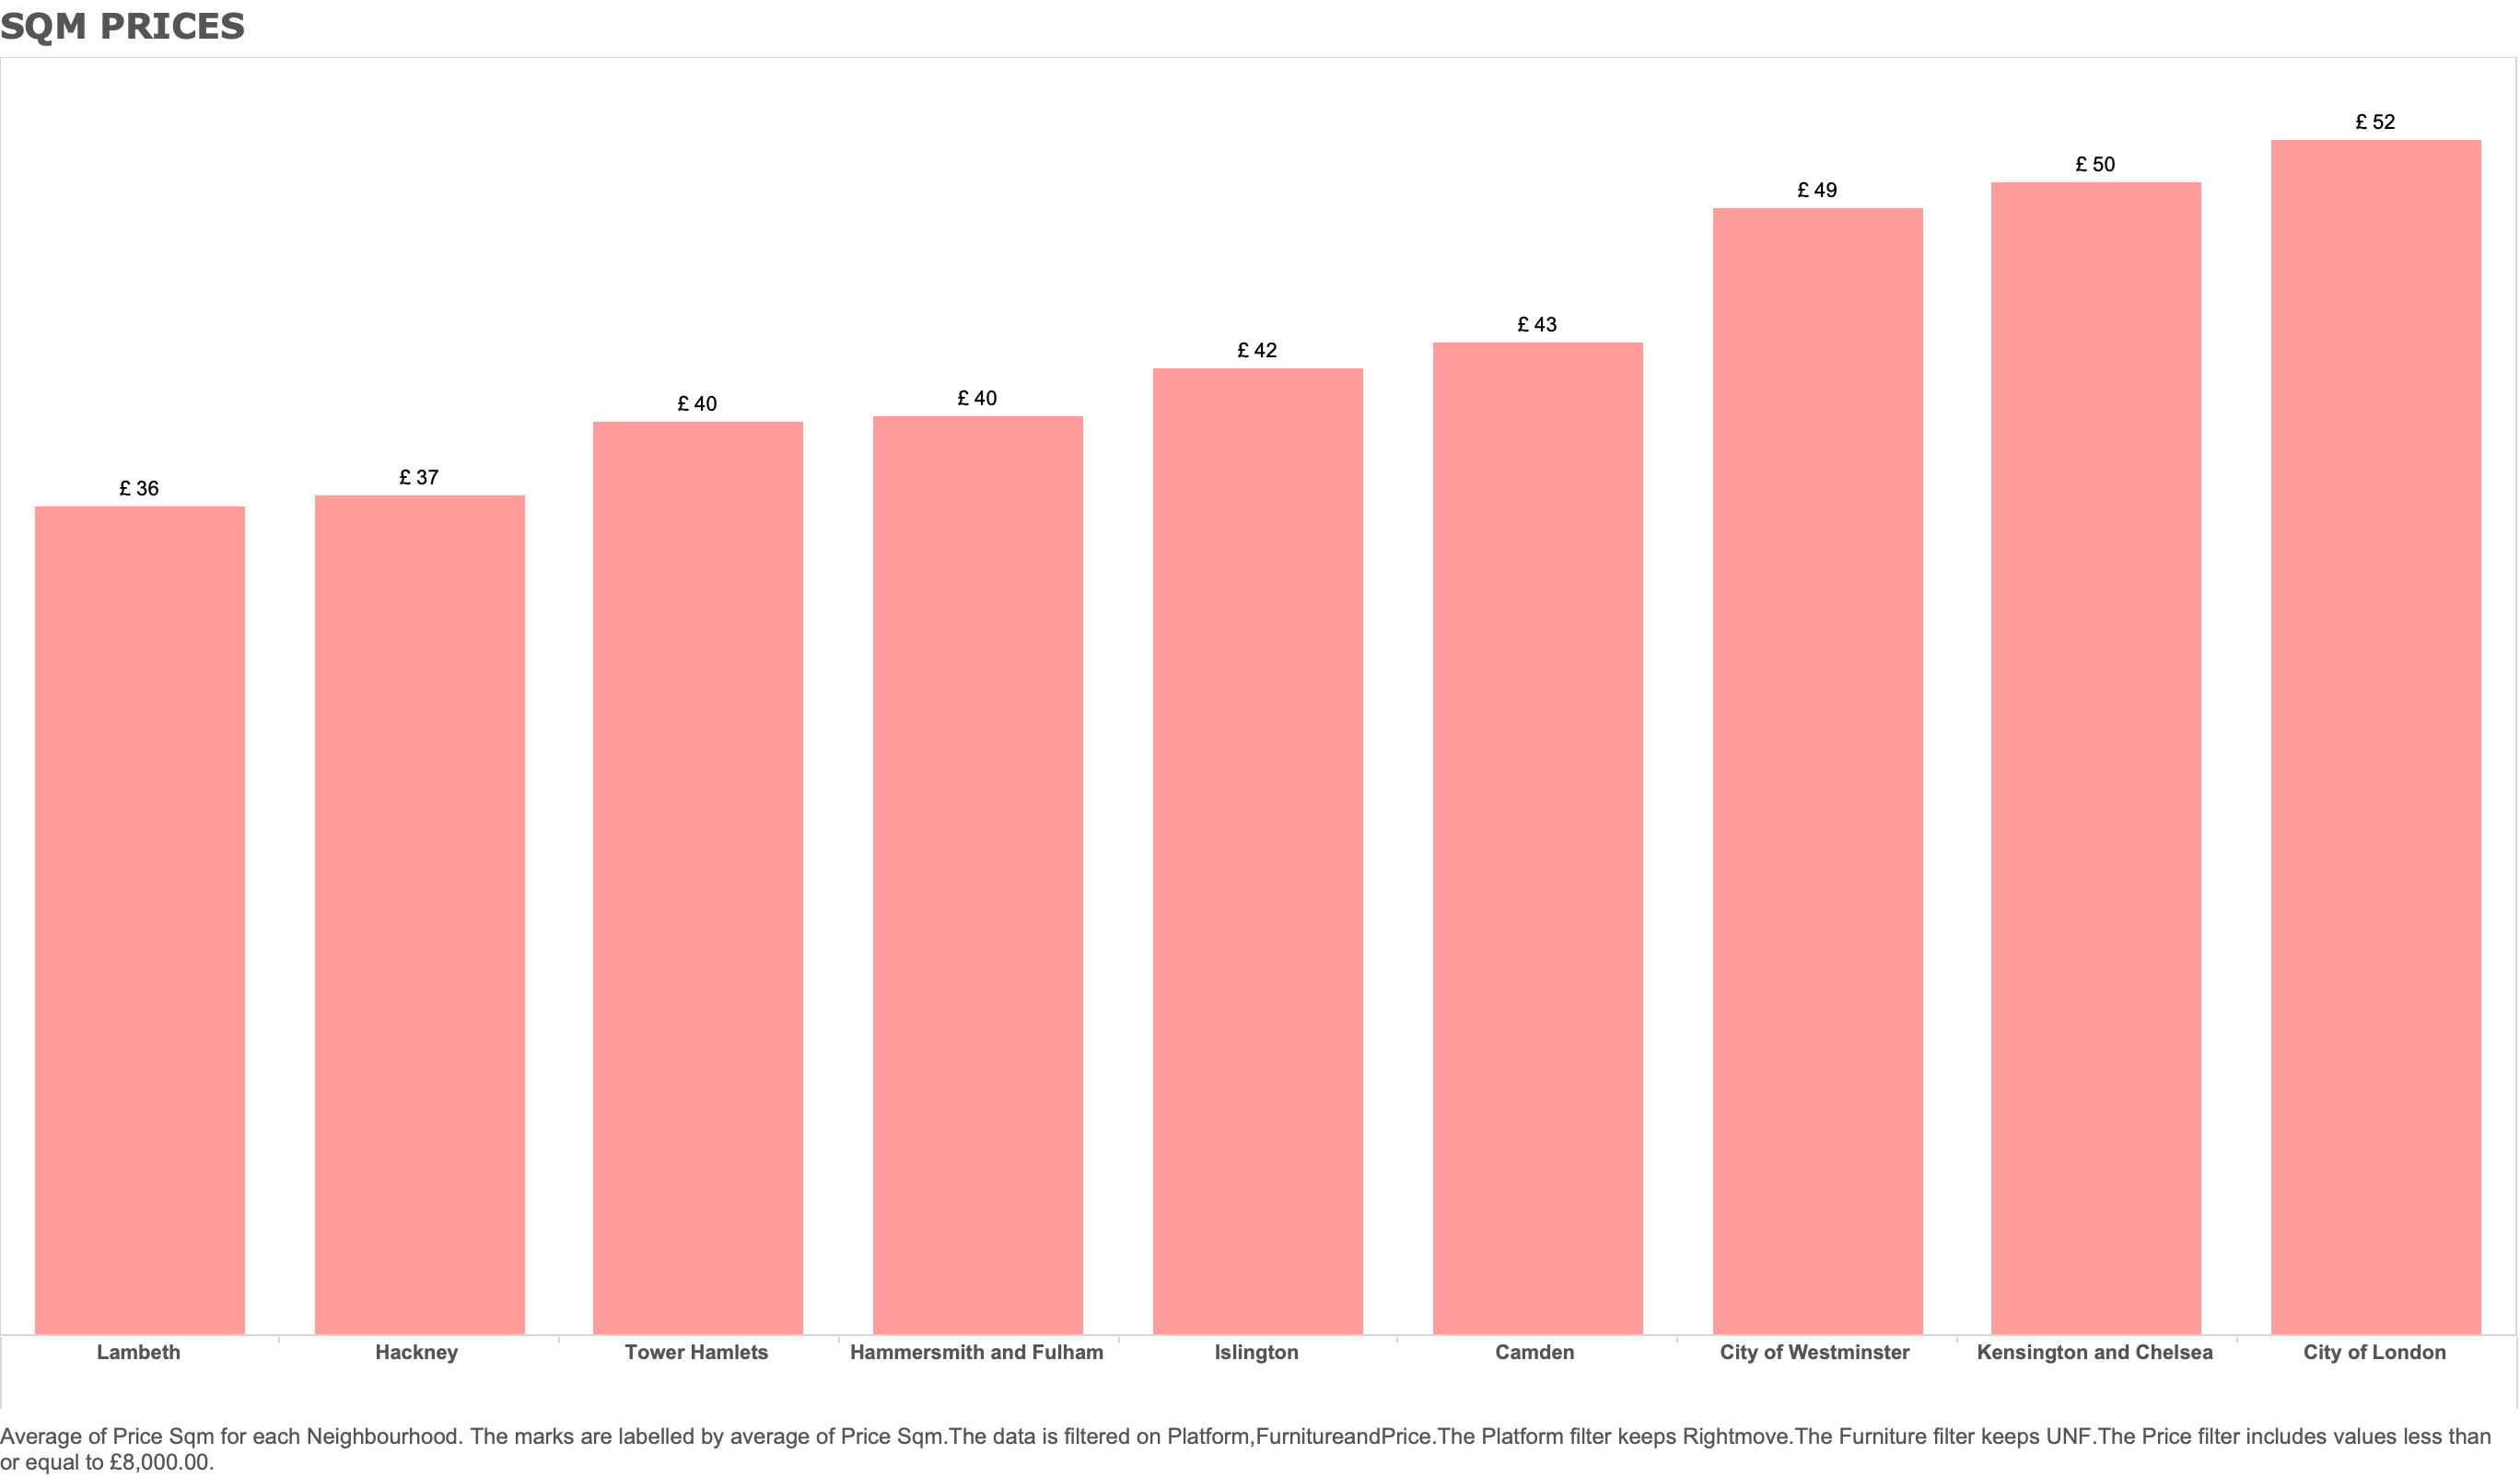 SQM PRICES
£ 36
£ 37
£ 40
£ 40
£ 42
£ 43
£ 49
£ 50
£ 52
Lambeth
Hackney
Tower Hamlets
Hammersmith and Fulham
Islington
Camden
City of Westminster
Kensington and Chelsea
City of London
Average of Price Sqm for each Neighbourhood. The marks are labelled by average of Price Sqm.The data is filtered on Platform,FurnitureandPrice.The Platform filter keeps Rightmove.The Furniture filter keeps UNF.The Price filter includes values less than
or equal to £8,000.00.